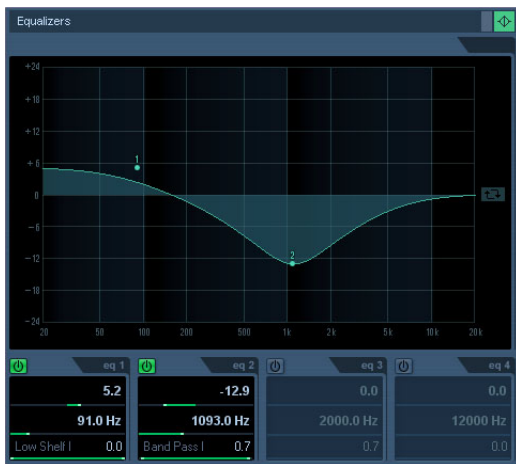 Equalizers
+24
+18
+12
+6
0
-6
-12
-18
-24
1
2
20 50 100 200 500 1k 2k 5k 10k 20k
eq 1 eq 2 eq 3 eq 4
5.2 -12.9 0.0 0.0
91.0 Hz 1093.0 Hz 2000.0 Hz 12000 Hz
Low Shelf I 0.0 Band Pass I 0.7 0.7 0.0